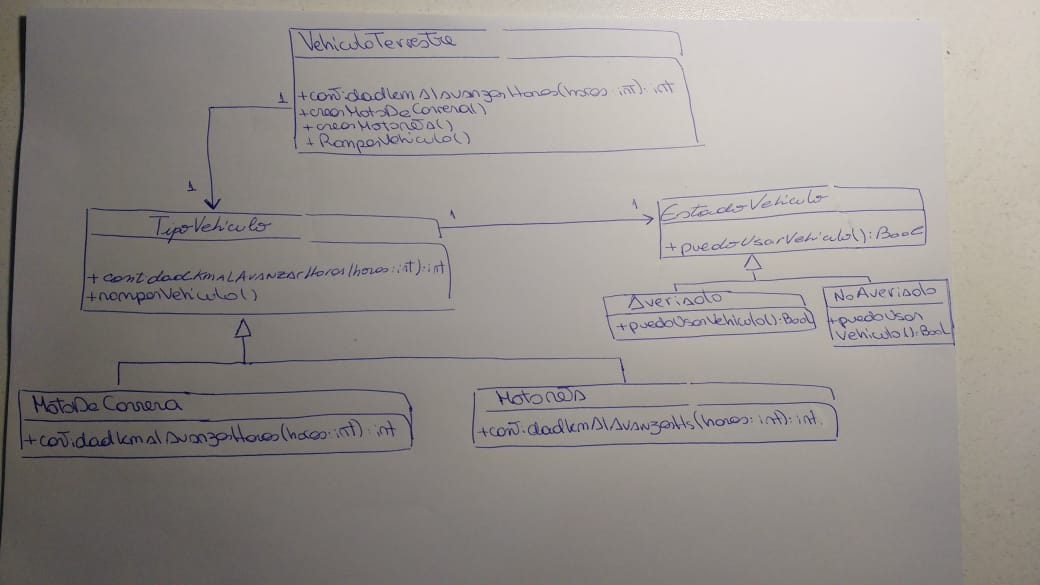 VehiculoTerrestre
+cantidadKmAlAvanzarHoras(horas:int): int
+crearMotoDeCarrera()
+crearMotoneta()
+RomperVehiculo()
1
1
TipoVehiculo
+cantidadKmALAvanzarHoras(horas:int):int
+romperVehiculo()
1
1
EstadoVehiculo
+puedoUsarVehiculo():Bool
Averiado
+puedoUsarVehiculo():Bool
NoAveriado
+puedoUsar
Vehiculo():Bool
MotoDeCarrera
+cantidadKmAlAvanzarHoras(horas:int):int
Motoneta
+cantidadKmAlAvanzarHs(horas:int):int